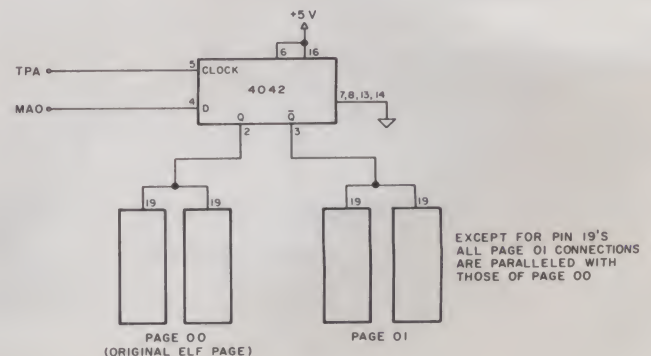 +5 V
6
16
TPA
5
CLOCK
4042
MAO
4
D
7, 8, 13, 14
Q
Q̄
2
3
19
19
19
19
EXCEPT FOR PIN 19'S
ALL PAGE 01 CONNECTIONS
ARE PARALLELED WITH
THOSE OF PAGE 00
PAGE 00
(ORIGINAL ELF PAGE)
PAGE 01